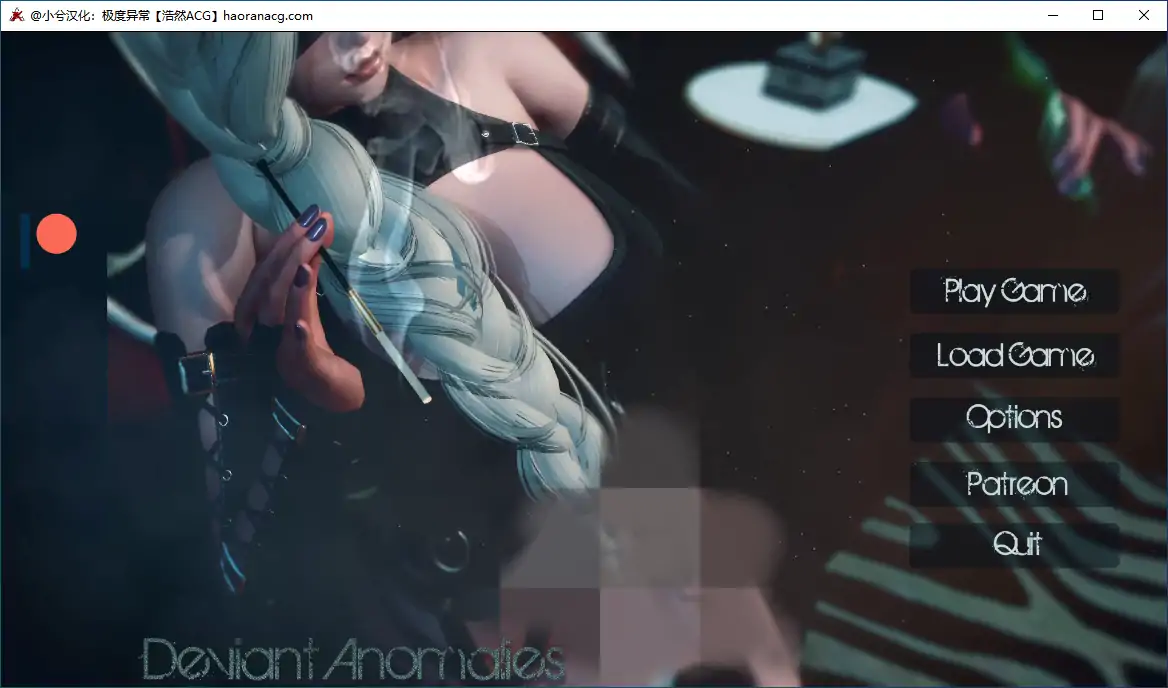 @小兮汉化：极度异常【浩然ACG】haoranacg.com
Play Game
Load Game
Options
Patreon
Quit
Deviant Anomalies